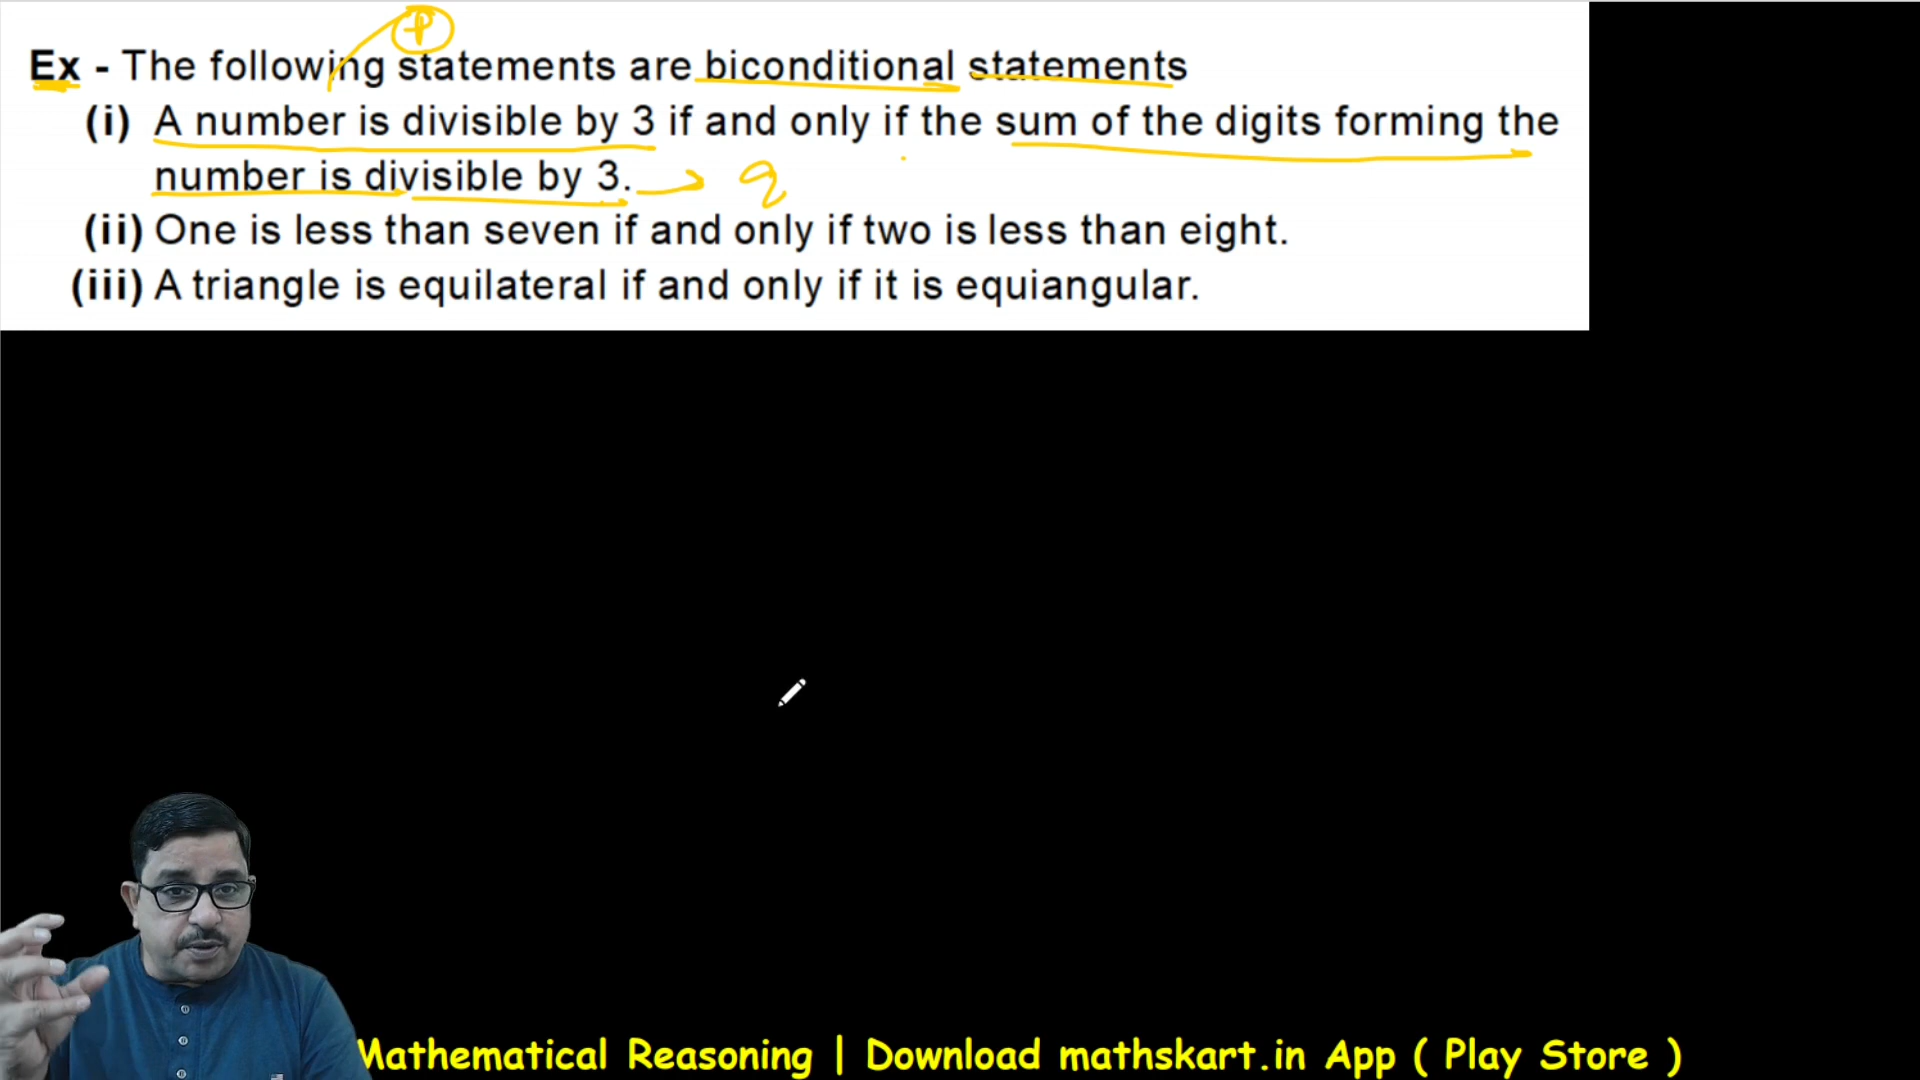 p
Ex - The following statements are biconditional statements
(i) A number is divisible by 3 if and only if the sum of the digits forming the
number is divisible by 3. → q
(ii) One is less than seven if and only if two is less than eight.
(iii) A triangle is equilateral if and only if it is equiangular.
Mathematical Reasoning | Download mathskart.in App ( Play Store )